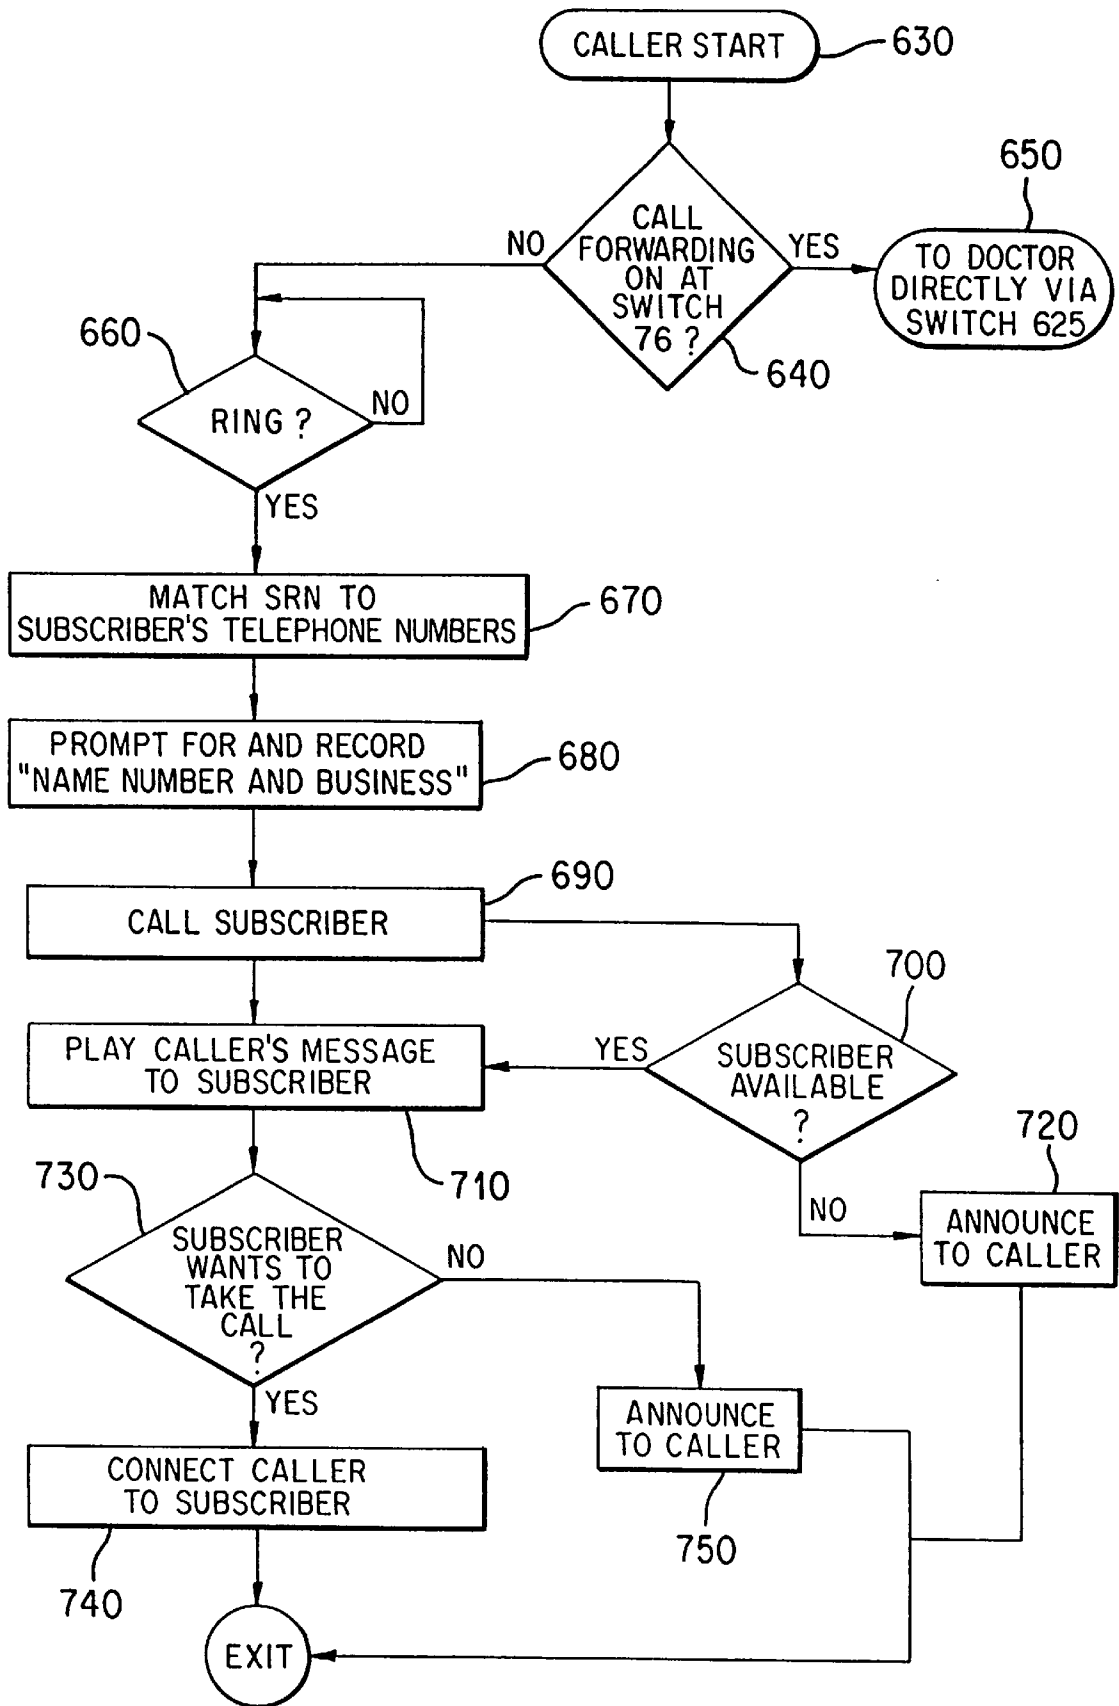 CALLER START
630
CALL
FORWARDING
ON AT
SWITCH
76 ?
NO
YES
640
650
TO DOCTOR
DIRECTLY VIA
SWITCH 625
660
RING ?
NO
YES
MATCH SRN TO
SUBSCRIBER'S TELEPHONE NUMBERS
670
PROMPT FOR AND RECORD
"NAME NUMBER AND BUSINESS"
680
690
CALL SUBSCRIBER
700
SUBSCRIBER
AVAILABLE
?
YES
NO
PLAY CALLER'S MESSAGE
TO SUBSCRIBER
710
720
ANNOUNCE
TO CALLER
730
SUBSCRIBER
WANTS TO
TAKE THE
CALL
?
NO
YES
ANNOUNCE
TO CALLER
750
CONNECT CALLER
TO SUBSCRIBER
740
EXIT